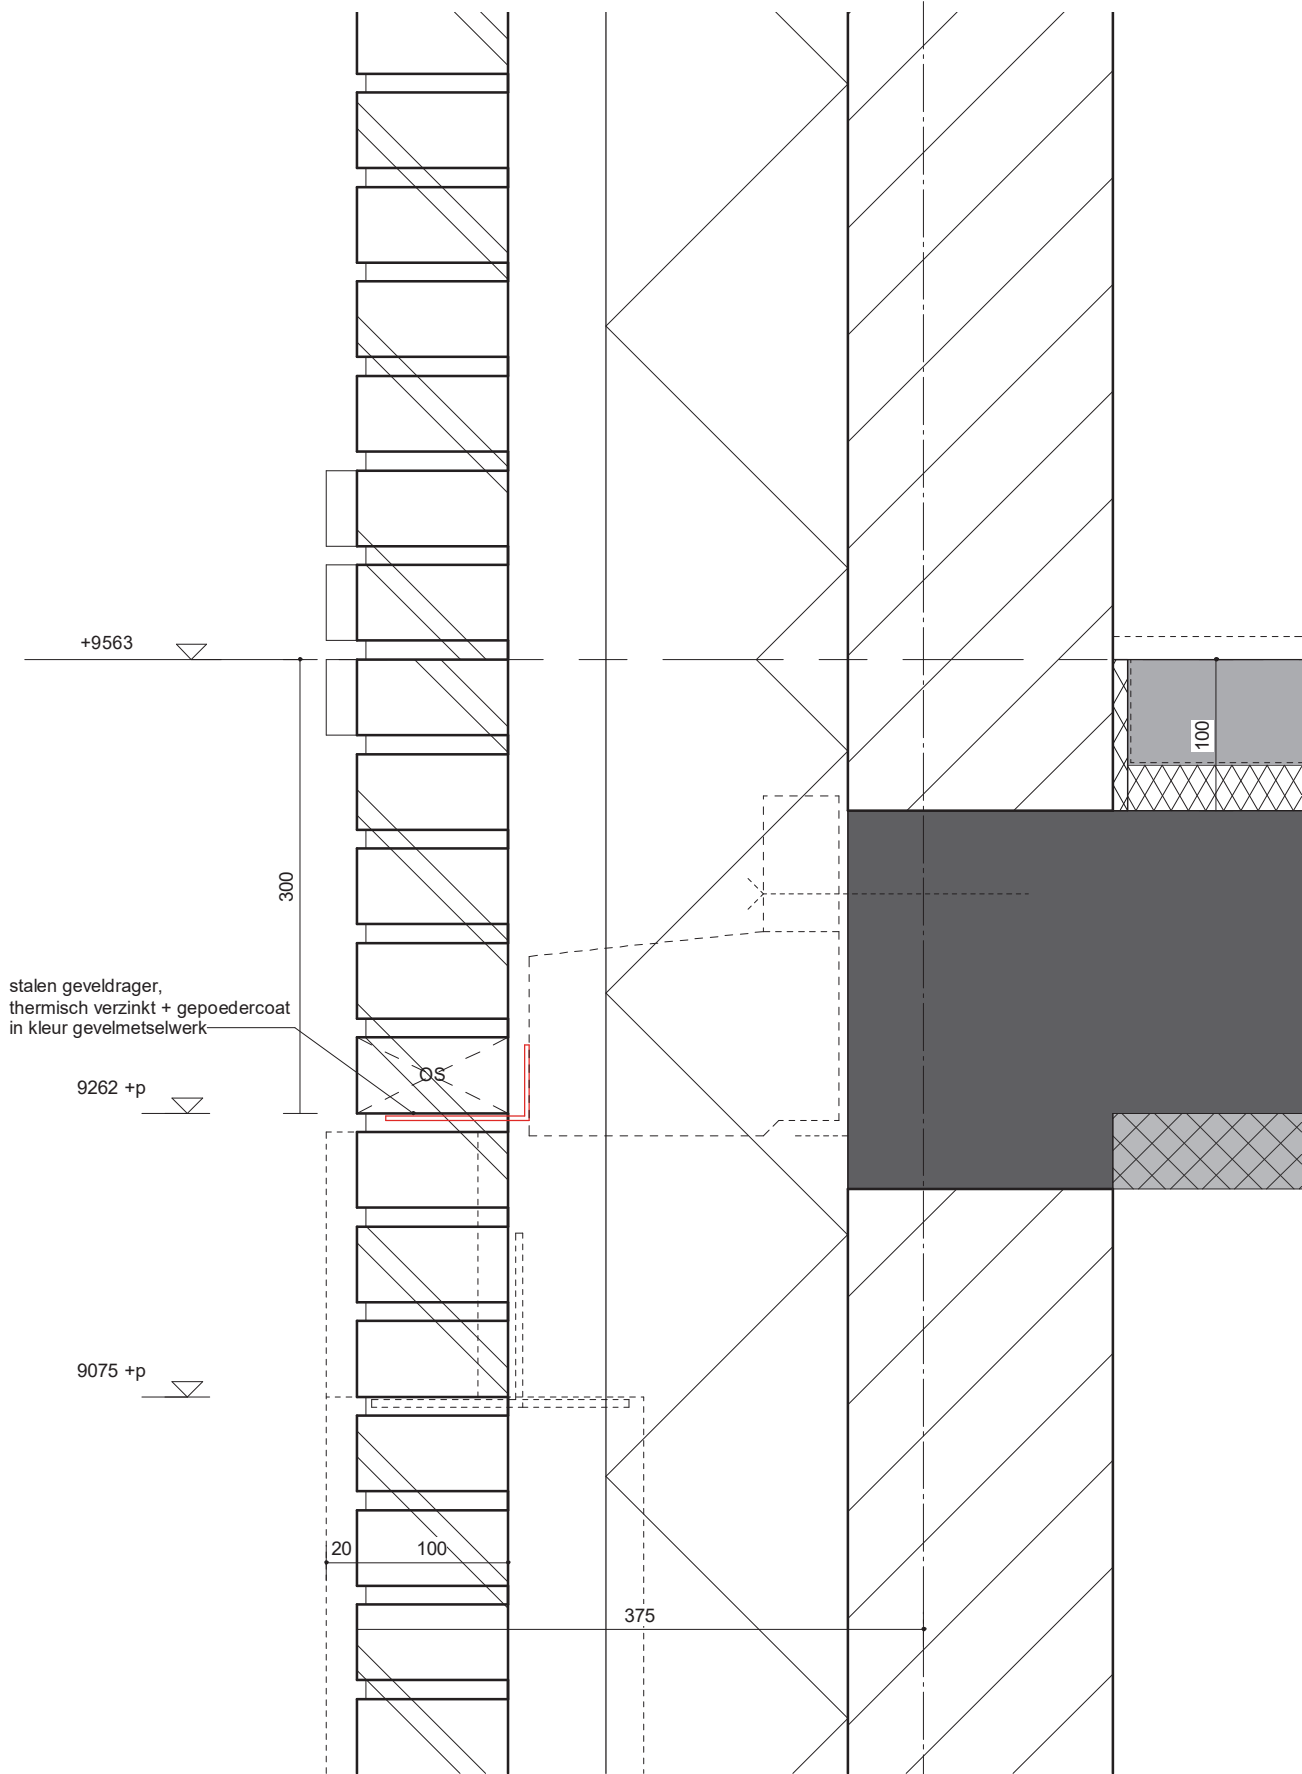 +9563
100
300
stalen geveldrager,
thermisch verzinkt + gepoedercoat
in kleur gevelmetselwerk
OS
9262 +p
9075 +p
20
100
375